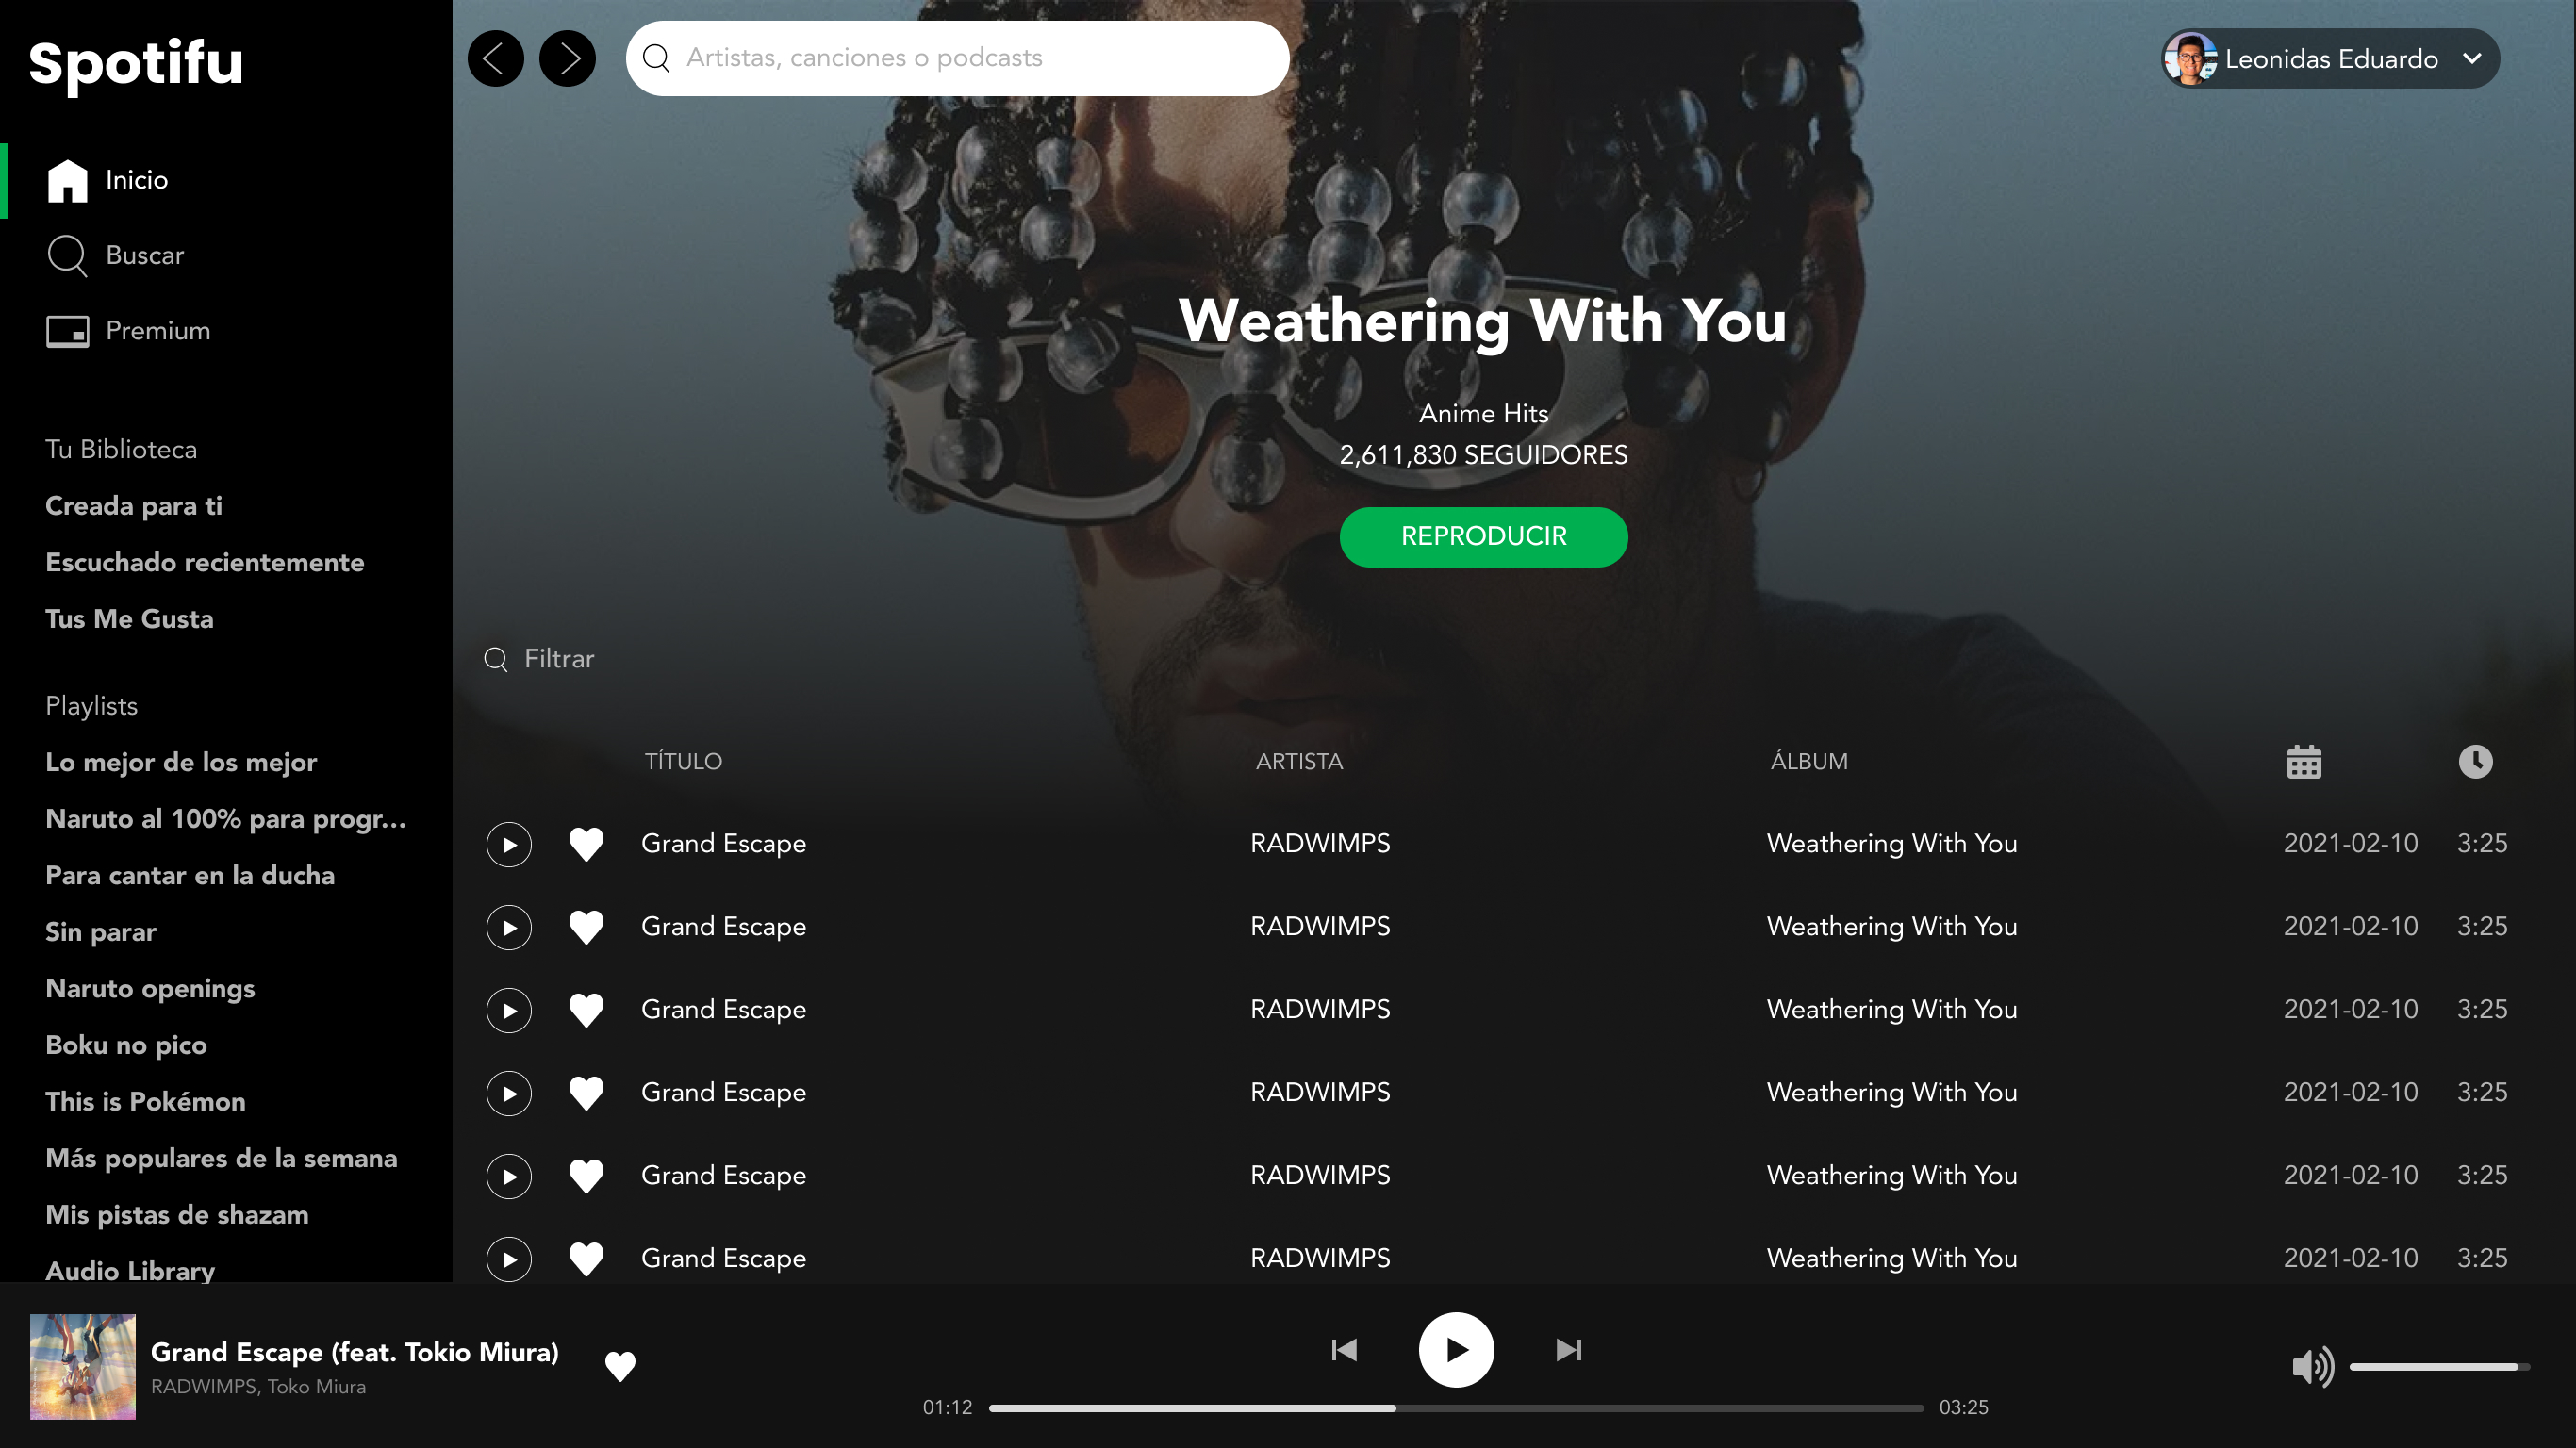 Spotifu
Inicio
Buscar
Premium
Tu Biblioteca
Creada para ti
Escuchado recientemente
Tus Me Gusta
Playlists
Lo mejor de los mejor
Naruto al 100% para progr...
Para cantar en la ducha
Sin parar
Naruto openings
Boku no pico
This is Pokémon
Más populares de la semana
Mis pistas de shazam
Audio Library
Artistas, canciones o podcasts
Leonidas Eduardo
Weathering With You
Anime Hits
2,611,830 SEGUIDORES
REPRODUCIR
Filtrar
TÍTULO ARTISTA ÁLBUM
Grand Escape RADWIMPS Weathering With You 2021-02-10 3:25
Grand Escape RADWIMPS Weathering With You 2021-02-10 3:25
Grand Escape RADWIMPS Weathering With You 2021-02-10 3:25
Grand Escape RADWIMPS Weathering With You 2021-02-10 3:25
Grand Escape RADWIMPS Weathering With You 2021-02-10 3:25
Grand Escape RADWIMPS Weathering With You 2021-02-10 3:25
Grand Escape (feat. Tokio Miura)
RADWIMPS, Toko Miura
01:12 03:25